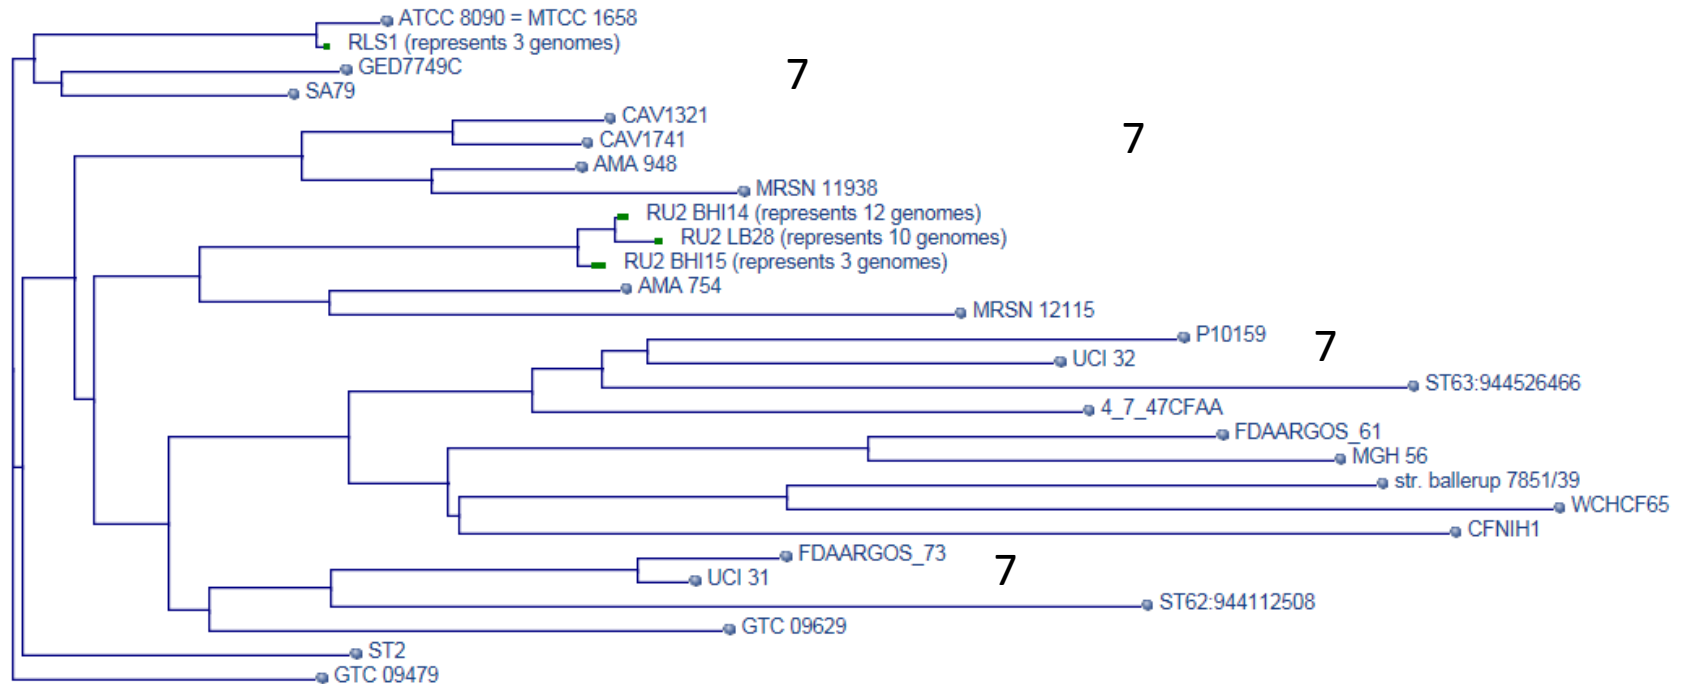 ATCC 8090 = MTCC 1658
RLS1 (represents 3 genomes)
GED7749C
7
SA79
CAV1321
7
CAV1741
AMA 948
MRSN 11938
RU2 BHI14 (represents 12 genomes)
RU2 LB28 (represents 10 genomes)
RU2 BHI15 (represents 3 genomes)
AMA 754
MRSN 12115
P10159
7
UCI 32
ST63:944526466
4_7_47CFAA
FDAARGOS_61
MGH 56
str. ballerup 7851/39
WCHCF65
CFNIH1
FDAARGOS_73
7
UCI 31
ST62:944112508
GTC 09629
ST2
GTC 09479